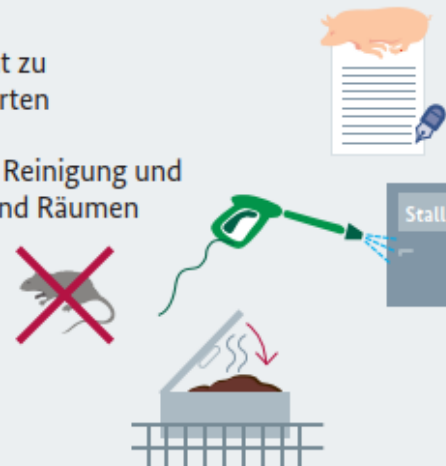 t zu
rten
Reinigung und
nd Räumen
Stall